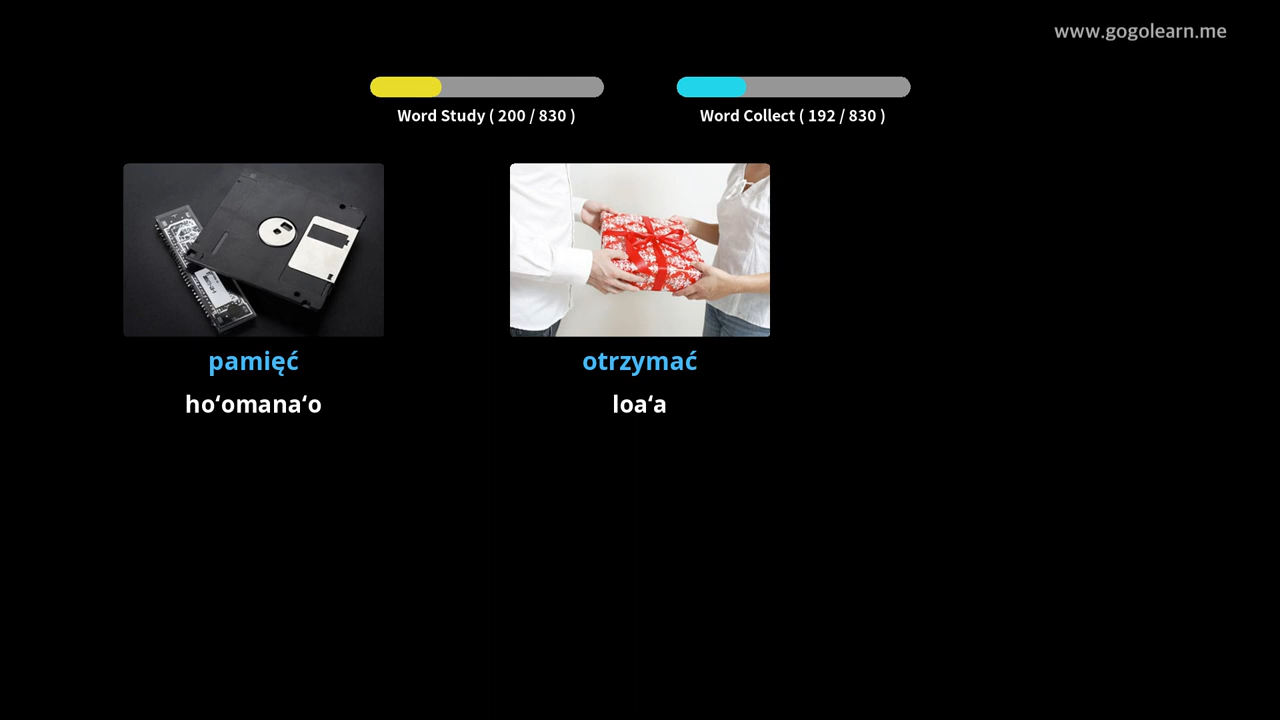 www.gogolearn.me
Word Study ( 200 / 830 )
Word Collect ( 192 / 830 )
pamięć
otrzymać
hoʻomanaʻo
loaʻa